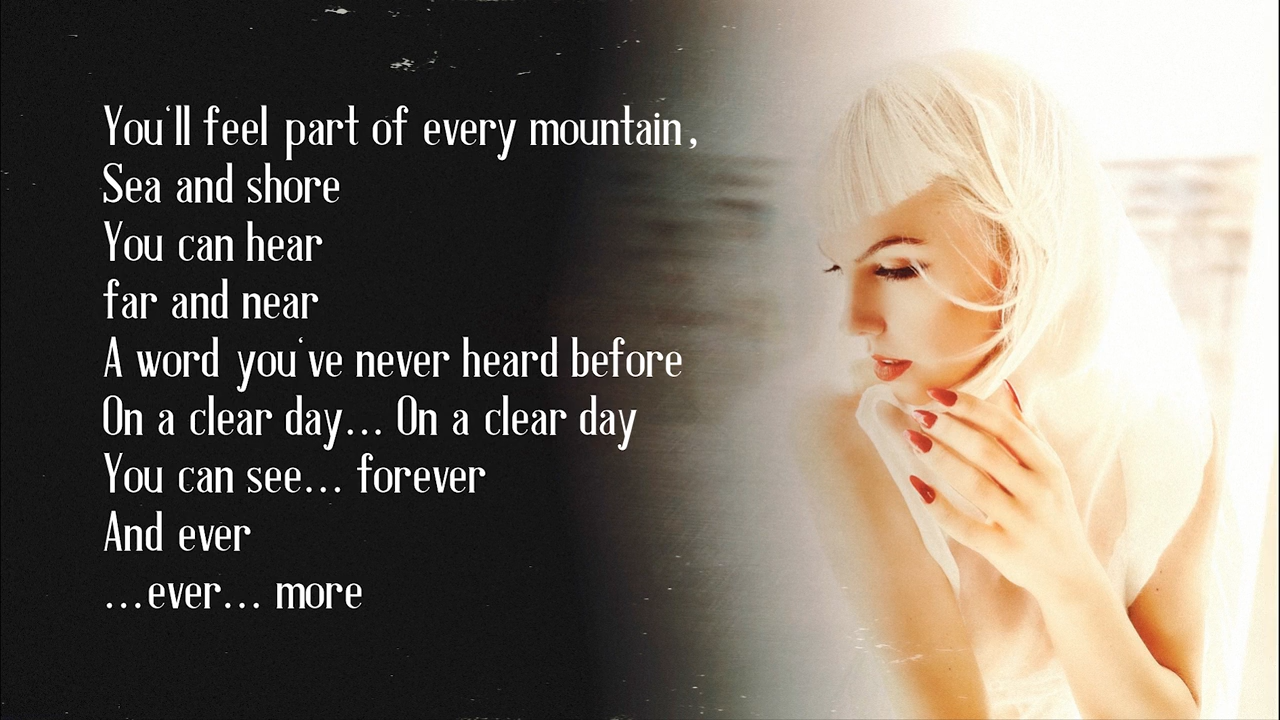 You'll feel part of every mountain,
Sea and shore
You can hear
far and near
A word you've never heard before
On a clear day... On a clear day
You can see... forever
And ever
...ever... more